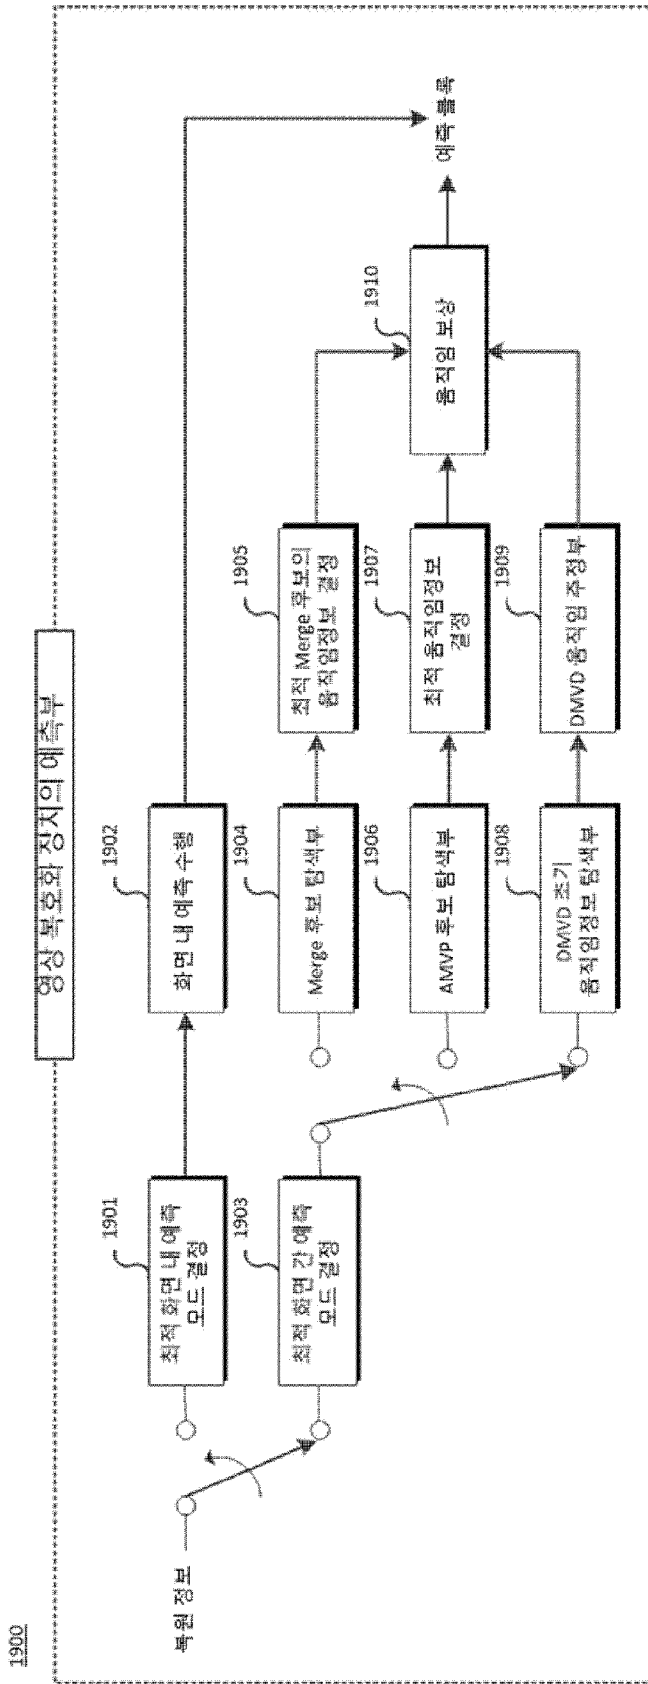 1900
영상 복호화 장치의 예측부
복원 정보
1901
최적 화면 내 예측
모드 결정
1902
화면 내 예측 수행
1903
최적 화면 간 예측
모드 결정
1904
Merge 후보 탐색부
1905
최적 Merge 후보의
움직임정보 결정
1906
AMVP 후보 탐색부
1907
최적 움직임정보
결정
1908
DMVD 초기
움직임정보 탐색부
1909
DMVD 움직임 추정부
1910
움직임 보상
예측 블록